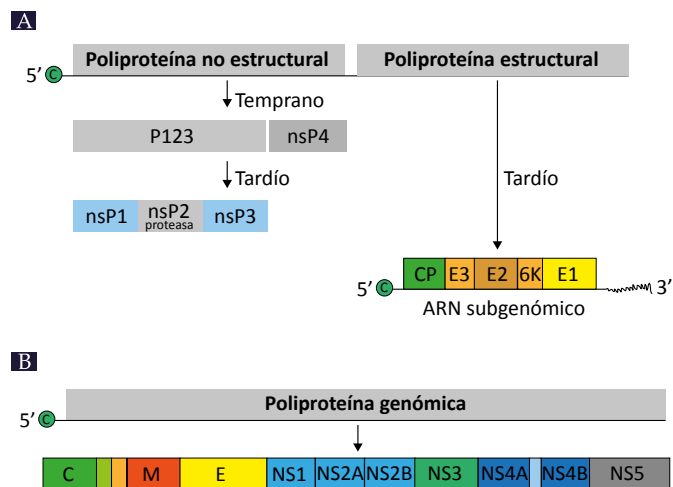 A
Poliproteína no estructural Poliproteína estructural
5’ C
Temprano
P123 nsP4
Tardío Tardío
nsP1 nsP2 nsP3
proteasa
CP E3 E2 6K E1
5’ C 3’
ARN subgenómico
B
Poliproteína genómica
5’ C
C M E NS1 NS2A NS2B NS3 NS4A NS4B NS5